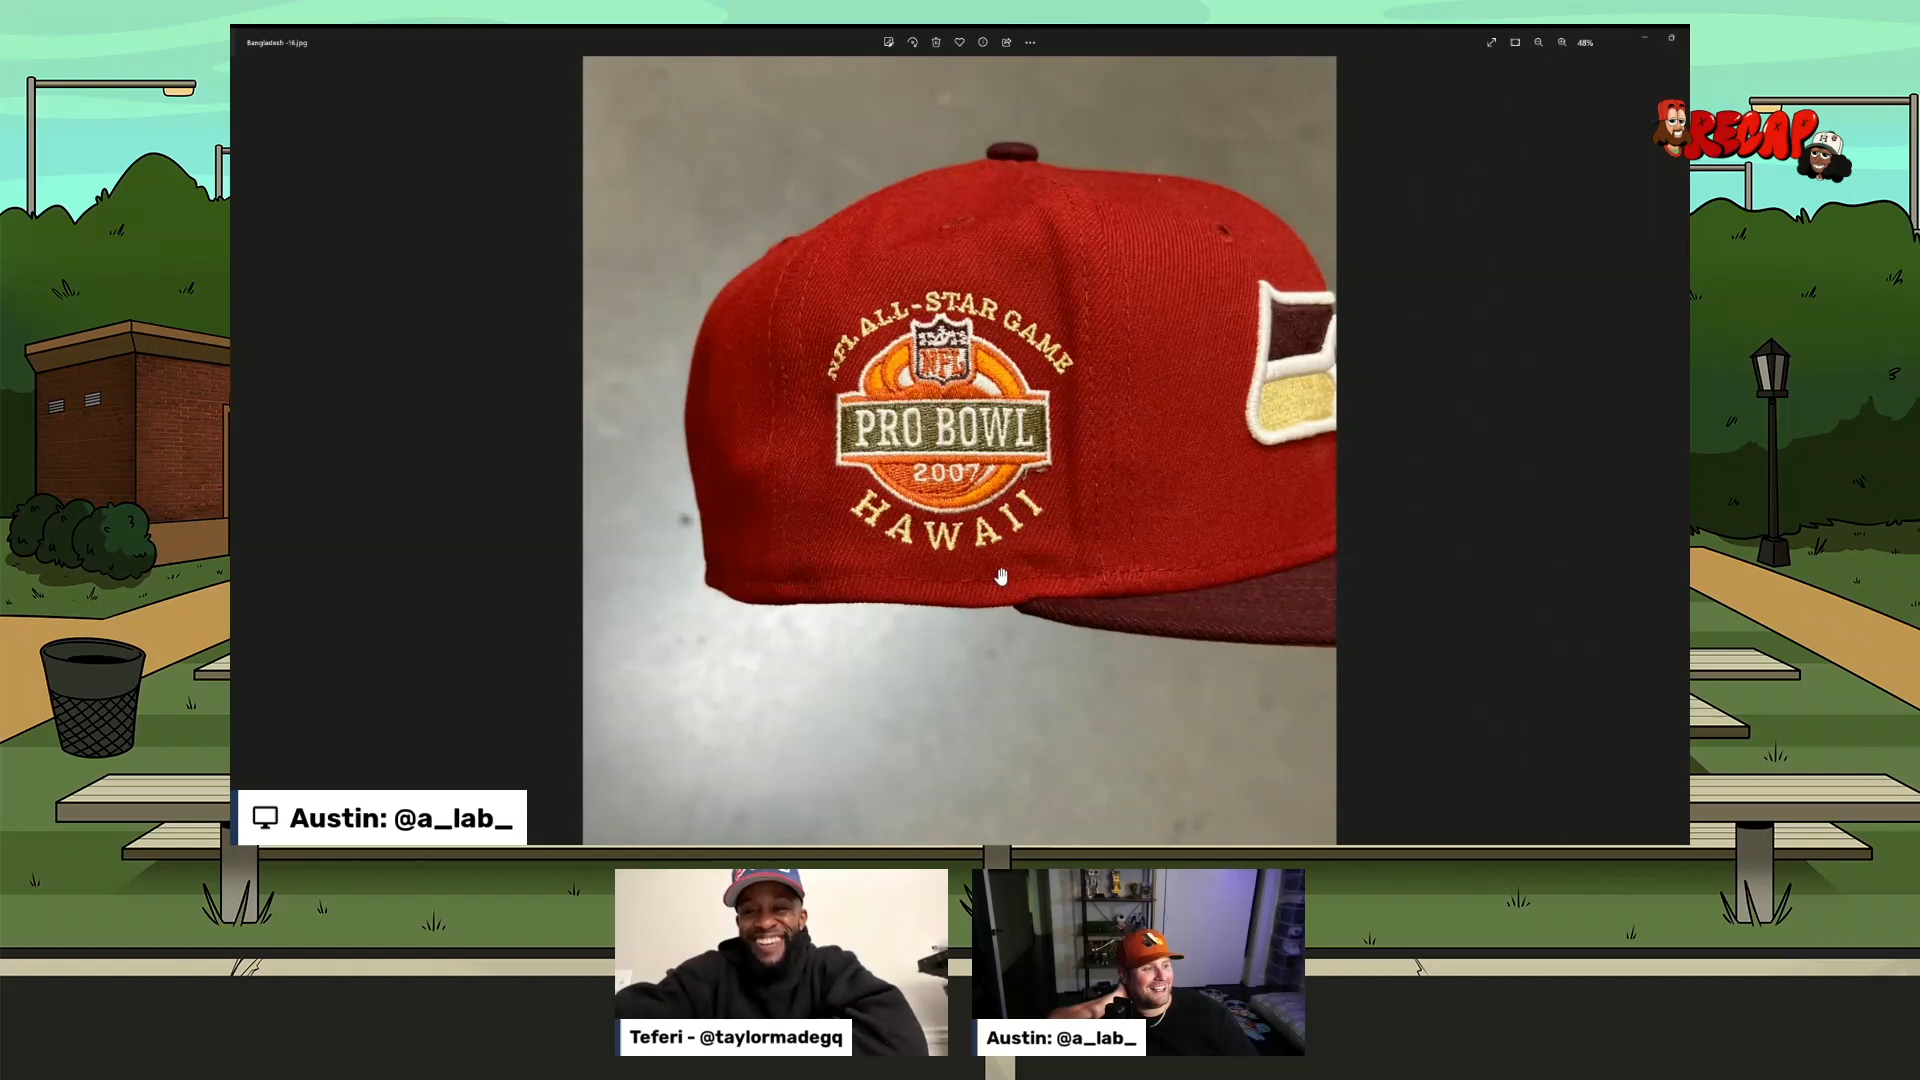 Bangladesh -16.jpg
48%
RECAP
NFL ALL-STAR GAME
NFL
PRO BOWL
2007
HAWAII
Austin: @a_lab_
Teferi - @taylormadegq
Austin: @a_lab_